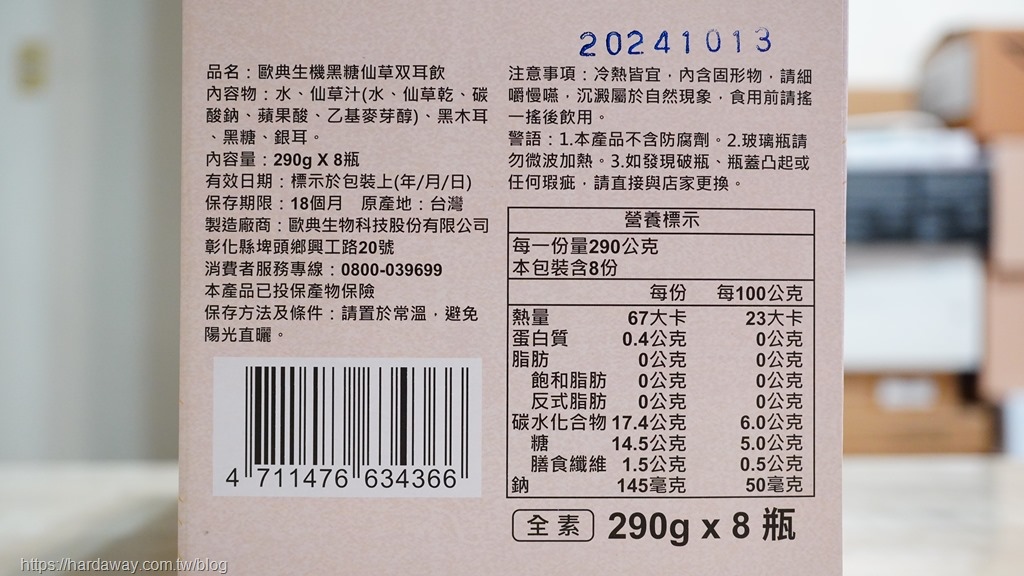 品名：歐典生機黑糖仙草双耳飲
內容物：水、仙草汁(水、仙草乾、碳
酸鈉、蘋果酸、乙基麥芽醇)、黑木耳
、黑糖、銀耳。
內容量：290g X 8瓶
有效日期：標示於包裝上(年/月/日)
保存期限：18個月　原產地：台灣
製造廠商：歐典生物科技股份有限公司
彰化縣埤頭鄉興工路20號
消費者服務專線：0800-039699
本產品已投保產物保險
保存方法及條件：請置於常溫，避免
陽光直曬。
4 711476 634366
20241013
注意事項：冷熱皆宜，內含固形物，請細
嚼慢嚥，沉澱屬於自然現象，食用前請搖
一搖後飲用。
警語：1.本產品不含防腐劑。2.玻璃瓶請
勿微波加熱。3.如發現破瓶、瓶蓋凸起或
任何瑕疵，請直接與店家更換。
營養標示
每一份量290公克
本包裝含8份
每份　每100公克
熱量　67大卡　23大卡
蛋白質　0.4公克　0公克
脂肪　0公克　0公克
飽和脂肪　0公克　0公克
反式脂肪　0公克　0公克
碳水化合物 17.4公克　6.0公克
糖　14.5公克　5.0公克
膳食纖維　1.5公克　0.5公克
鈉　145毫克　50毫克
全素 290g x 8 瓶
https://hardaway.com.tw/blog